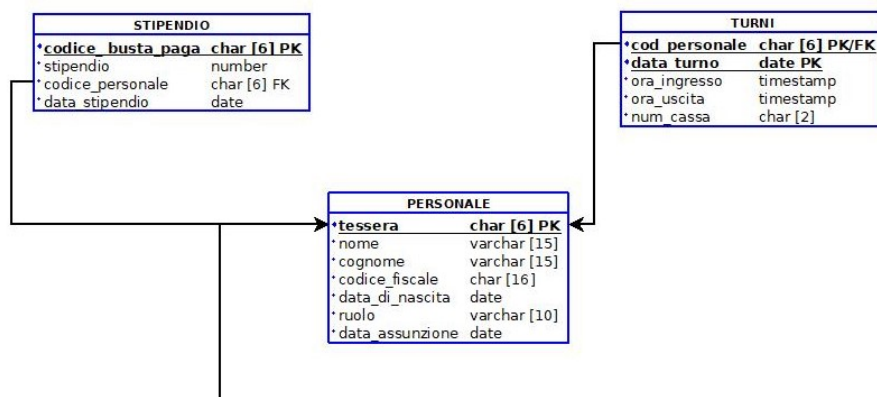 STIPENDIO
codice_busta_paga char [6] PK
stipendio number
codice_personale char [6] FK
data_stipendio date
TURNI
cod_personale char [6] PK/FK
data_turno date PK
ora_ingresso timestamp
ora_uscita timestamp
num_cassa char [2]
PERSONALE
tessera char [6] PK
nome varchar [15]
cognome varchar [15]
codice_fiscale char [16]
data_di_nascita date
ruolo varchar [10]
data_assunzione date